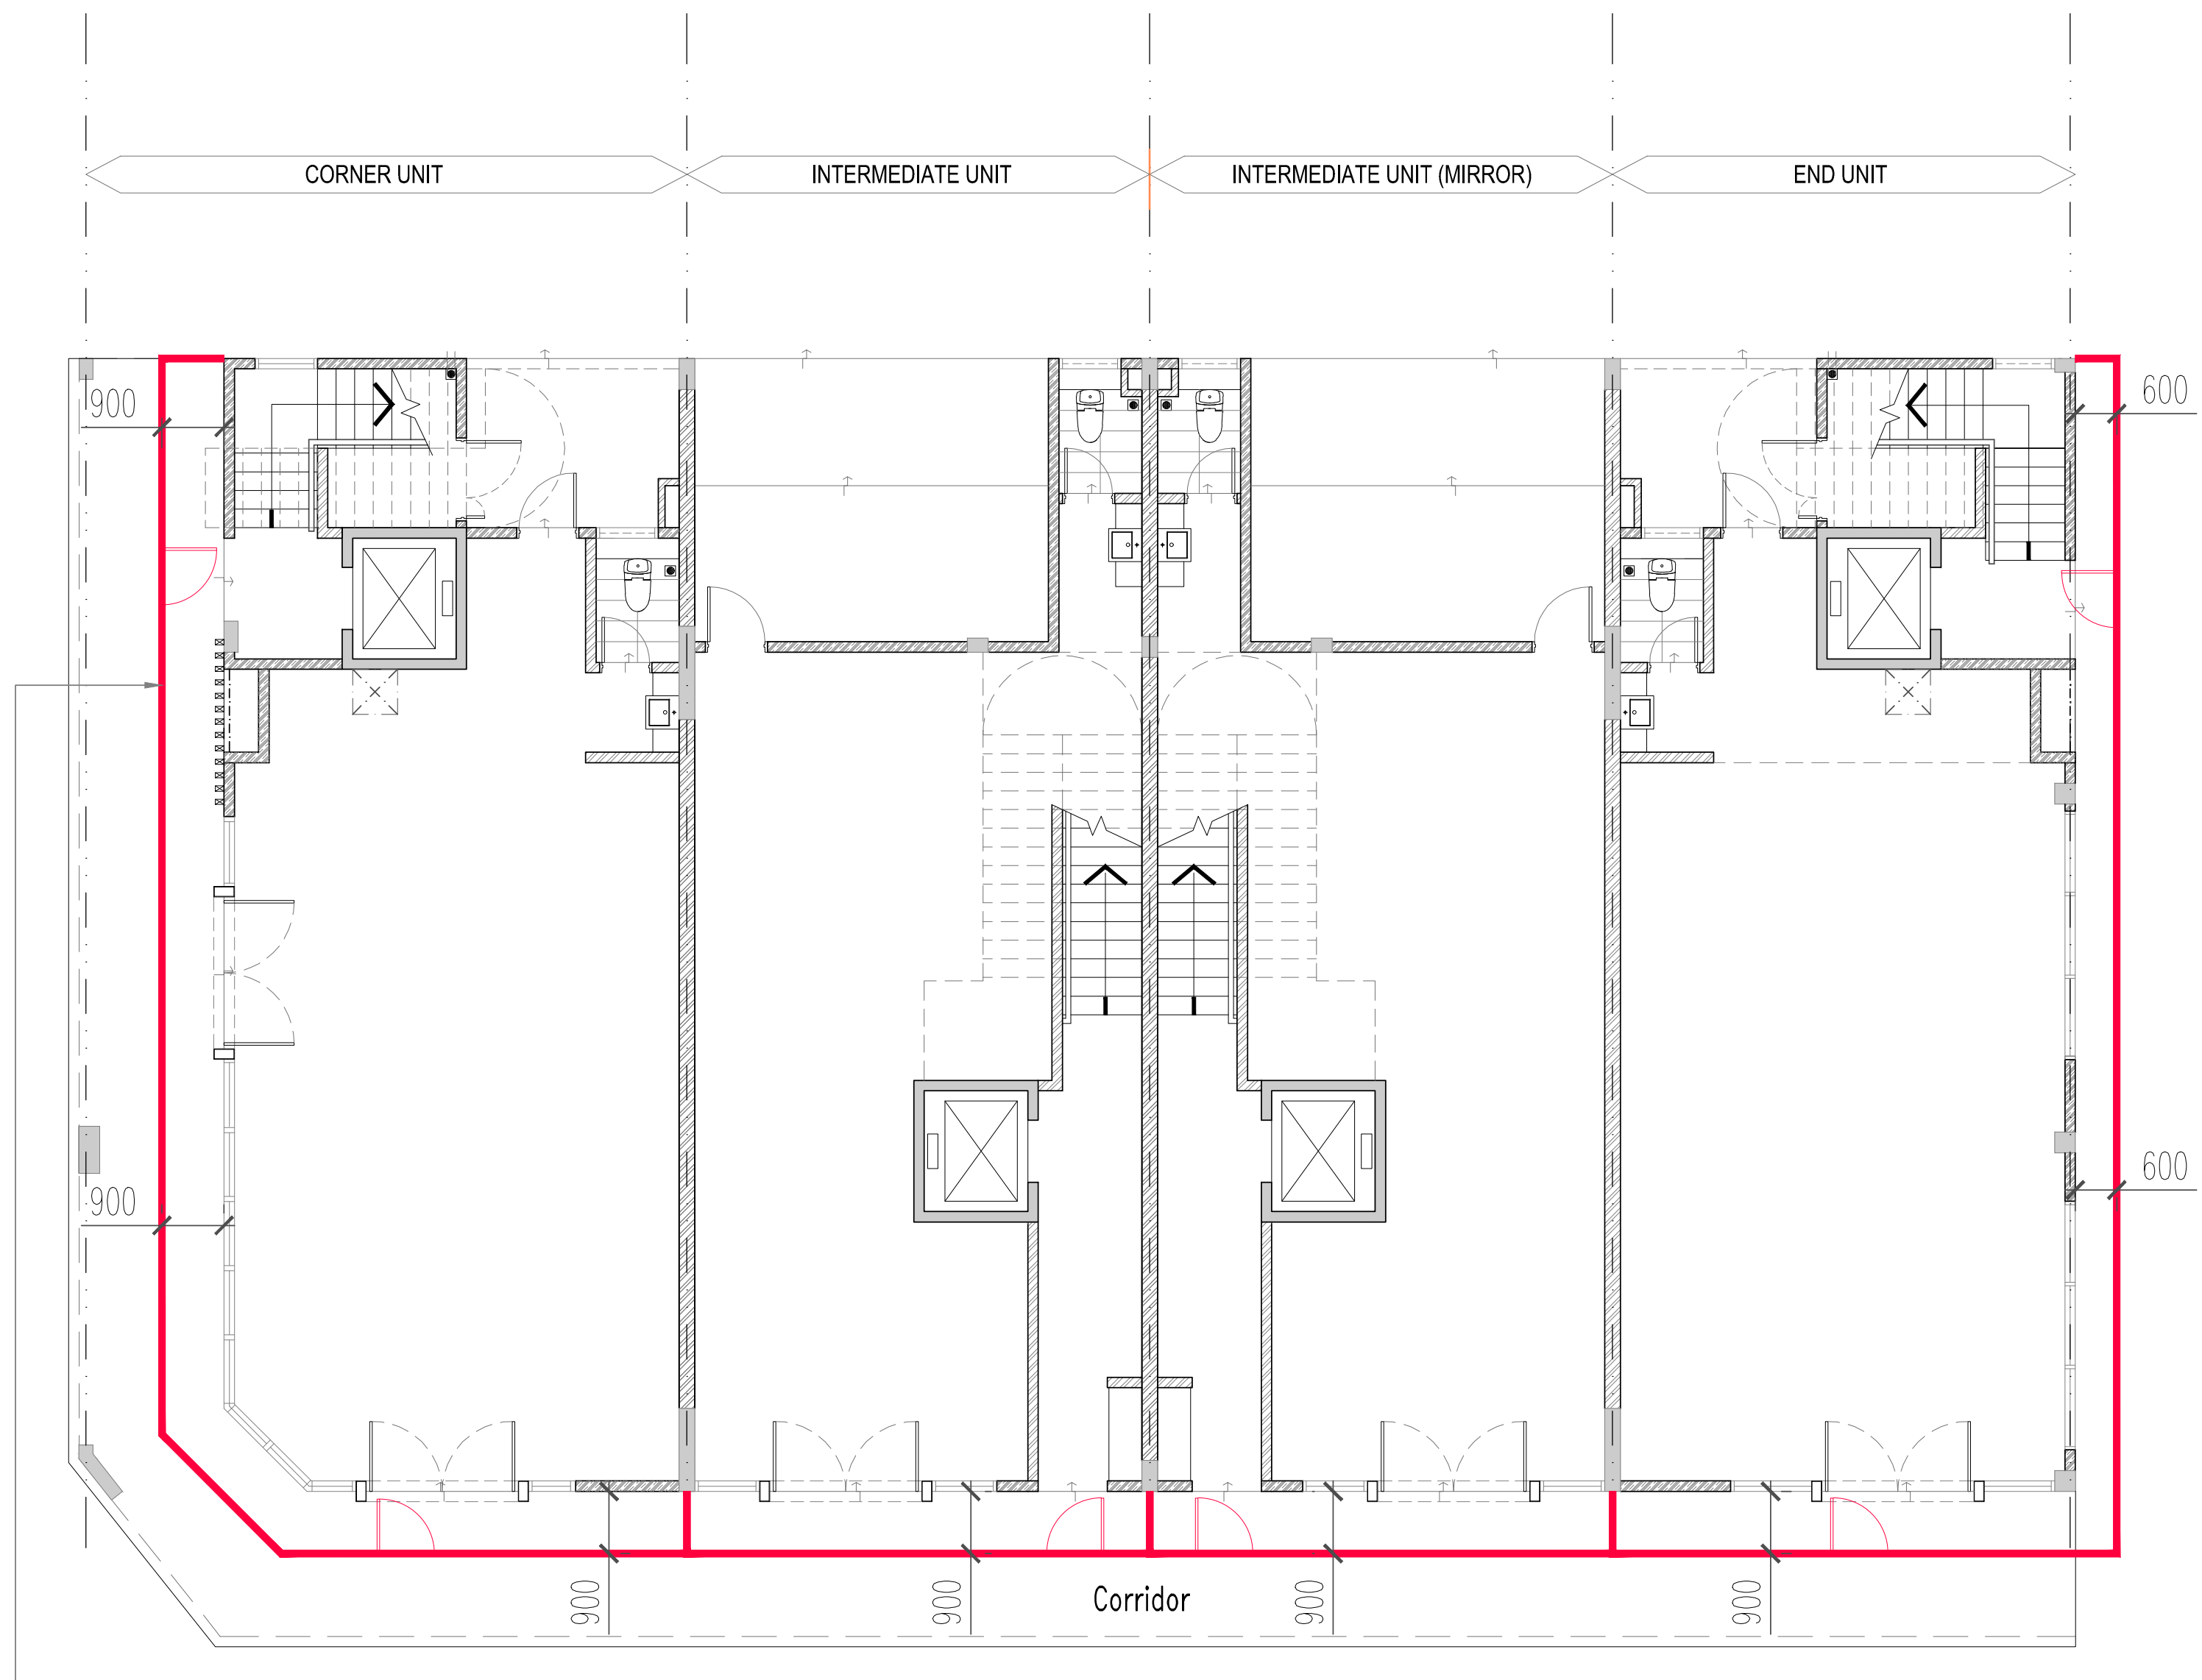 CORNER UNIT
INTERMEDIATE UNIT
INTERMEDIATE UNIT (MIRROR)
END UNIT
900
600
900
600
900
900
Corridor
900
900